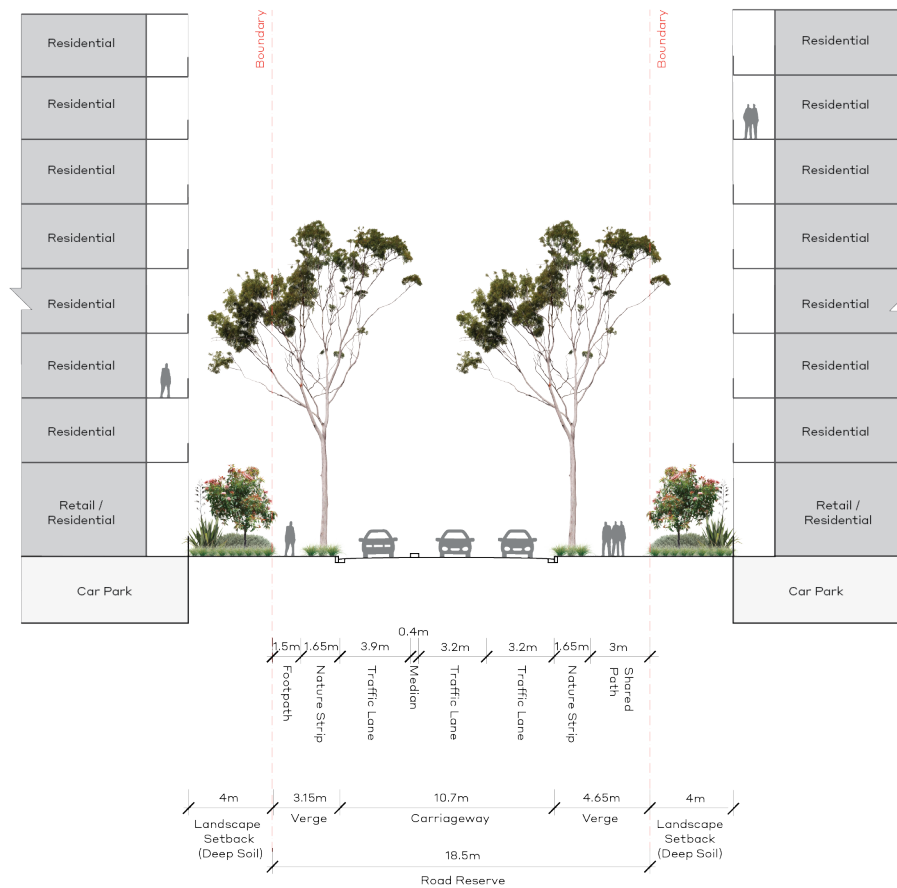 Boundary
Boundary
Residential
Residential
Residential
Residential
Residential
Residential
Residential
Retail /
Residential
Car Park
Residential
Residential
Residential
Residential
Residential
Residential
Residential
Retail /
Residential
Car Park
0.4m
1.5m
1.65m
3.9m
3.2m
3.2m
1.65m
3m
Footpath
Nature Strip
Traffic Lane
Median
Traffic Lane
Traffic Lane
Nature Strip
Shared
Path
4m
3.15m
10.7m
4.65m
4m
Landscape
Setback
(Deep Soil)
Verge
Carriageway
Verge
Landscape
Setback
(Deep Soil)
18.5m
Road Reserve